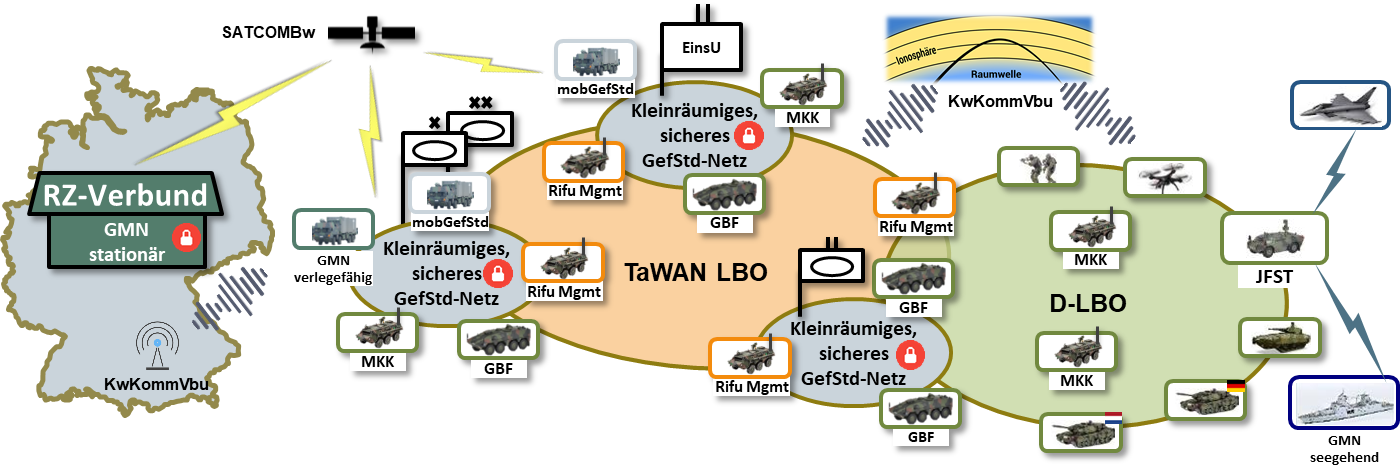 SATCOMBw
RZ-Verbund
GMN
stationär
KwKommVbu
GMN
verlegefähig
mobGefStd
Kleinräumiges,
sicheres
GefStd-Netz
Rifu Mgmt
MKK
GBF
mobGefStd
EinsU
Kleinräumiges,
sicheres
GefStd-Netz
MKK
Rifu Mgmt
GBF
TaWAN LBO
Kleinräumiges,
sicheres
GefStd-Netz
Rifu Mgmt
GBF
GBF
Rifu Mgmt
Ionosphäre
Raumwelle
KwKommVbu
MKK
D-LBO
MKK
JFST
GMN
seegehend